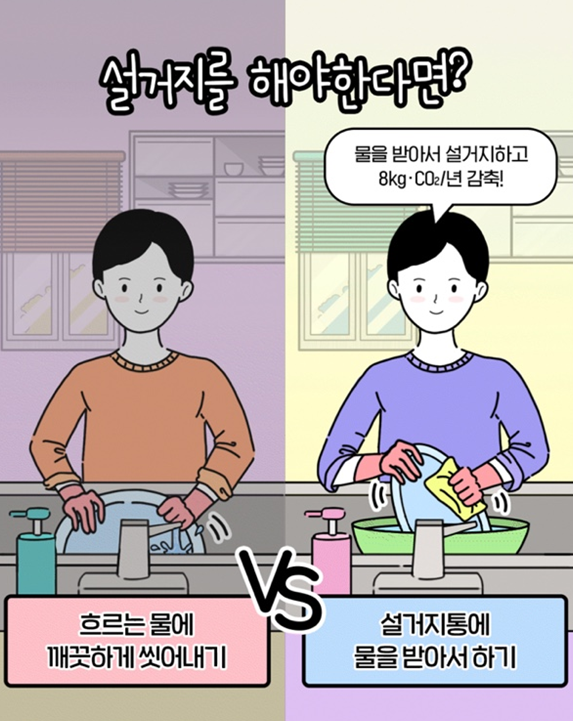 설거지를 해야한다면?
물을 받아서 설거지하고
8kg·CO₂/년 감축!
VS
흐르는 물에
깨끗하게 씻어내기
설거지통에
물을 받아서 하기